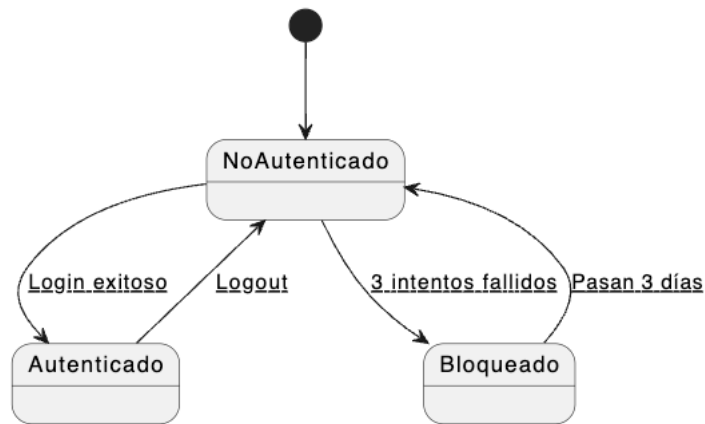 NoAutenticado
Login exitoso
Logout
3 intentos fallidos
Pasan 3 días
Autenticado
Bloqueado